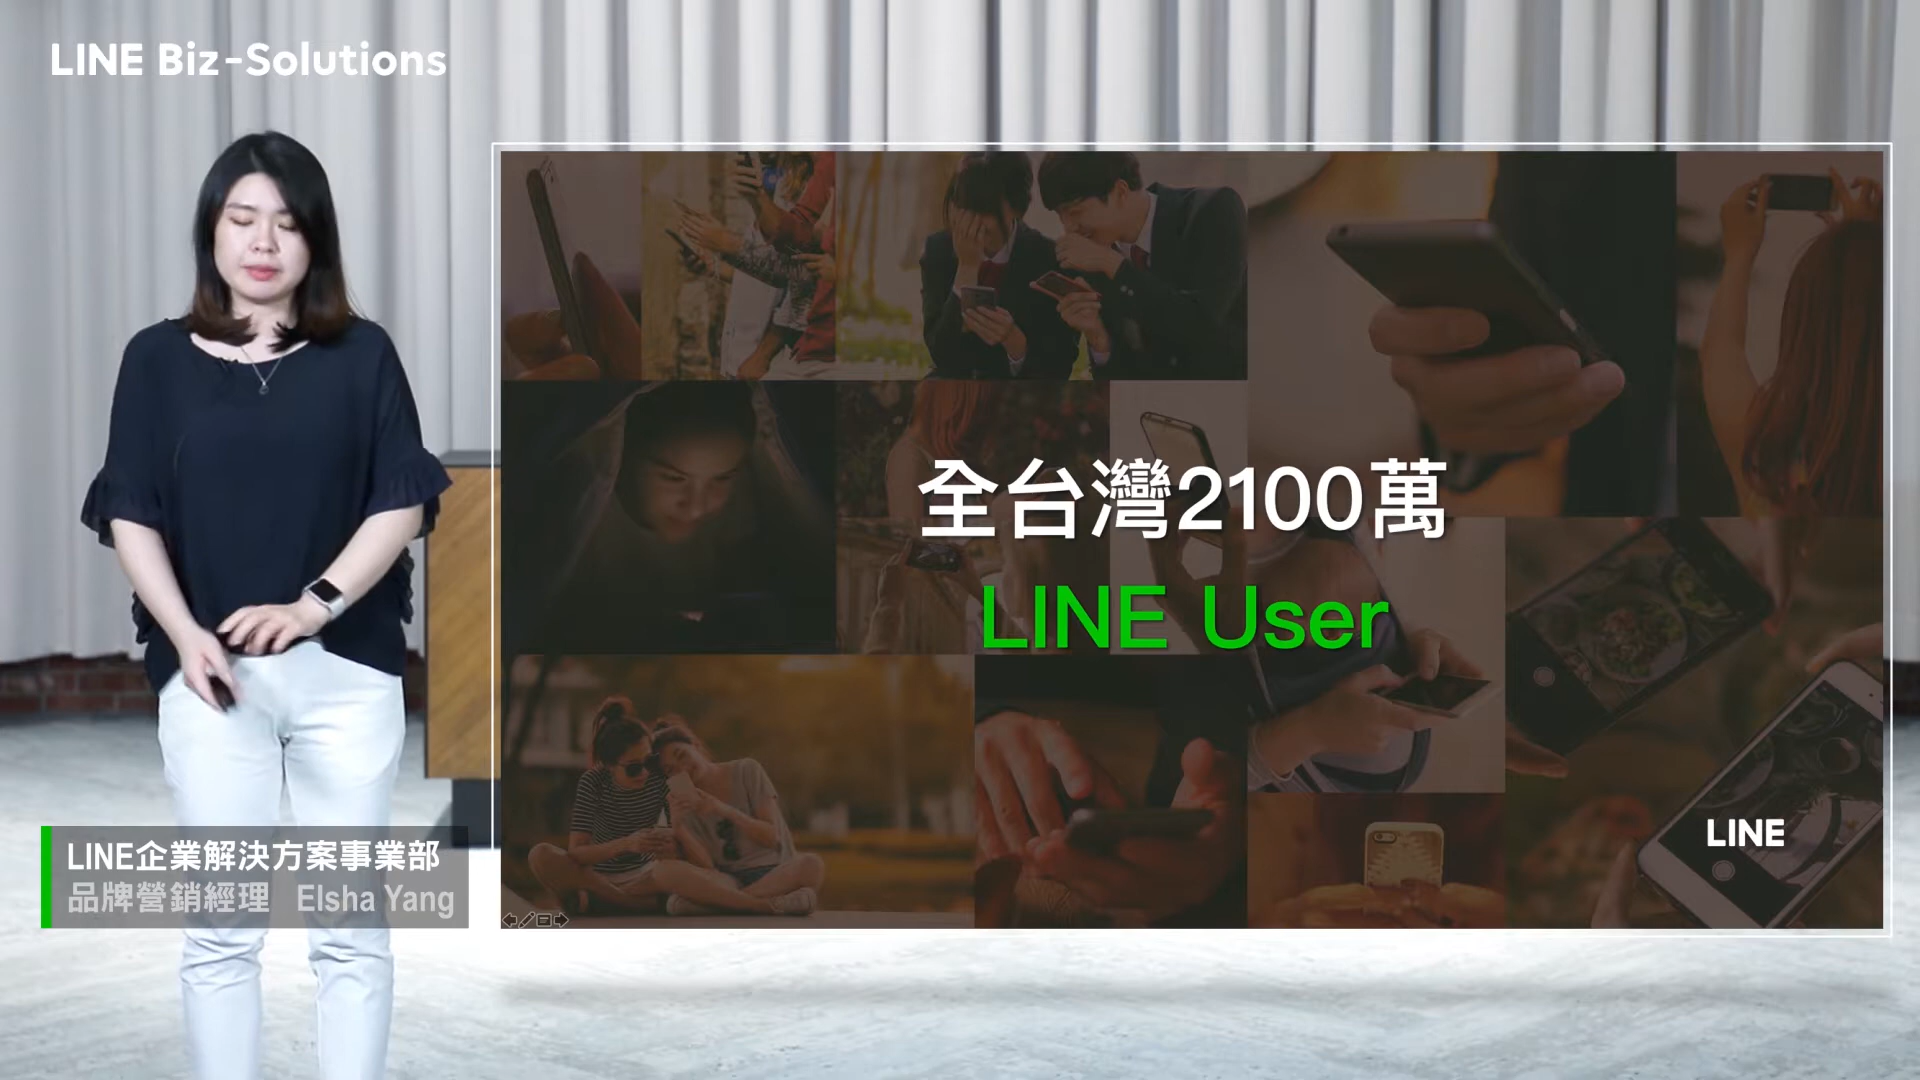 LINE Biz-Solutions
全台灣2100萬
LINE User
LINE
LINE企業解決方案事業部
品牌營銷經理 Elsha Yang